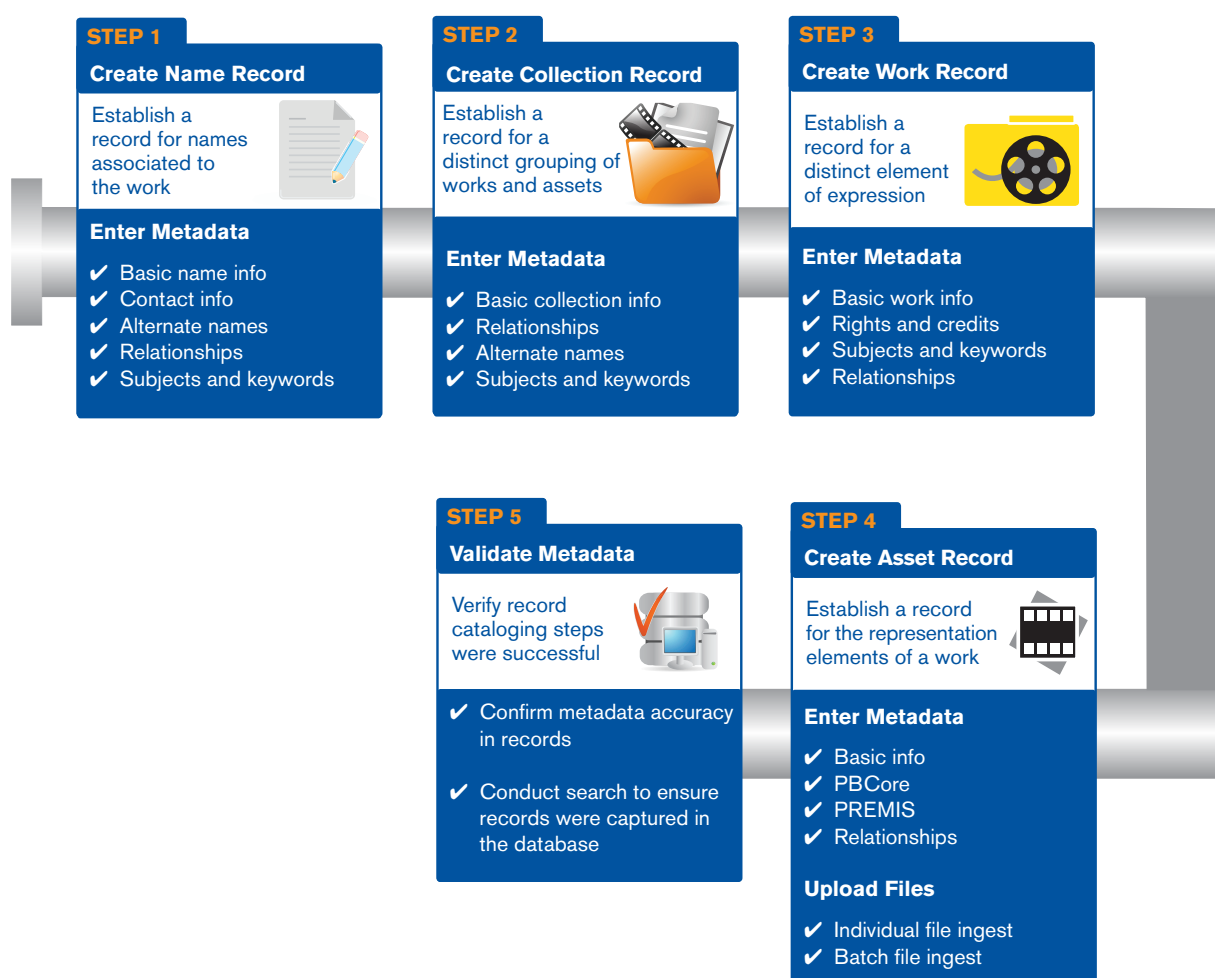 STEP 1
Create Name Record
Establish a
record for names
associated to
the work
Enter Metadata
✔ Basic name info
✔ Contact info
✔ Alternate names
✔ Relationships
✔ Subjects and keywords
STEP 2
Create Collection Record
Establish a
record for a
distinct grouping of
works and assets
Enter Metadata
✔ Basic collection info
✔ Relationships
✔ Alternate names
✔ Subjects and keywords
STEP 3
Create Work Record
Establish a
record for a
distinct element
of expression
Enter Metadata
✔ Basic work info
✔ Rights and credits
✔ Subjects and keywords
✔ Relationships
STEP 4
Create Asset Record
Establish a record
for the representation
elements of a work
Enter Metadata
✔ Basic info
✔ PBCore
✔ PREMIS
✔ Relationships
Upload Files
✔ Individual file ingest
✔ Batch file ingest
STEP 5
Validate Metadata
Verify record
cataloging steps
were successful
✔ Confirm metadata accuracy
in records
✔ Conduct search to ensure
records were captured in
the database